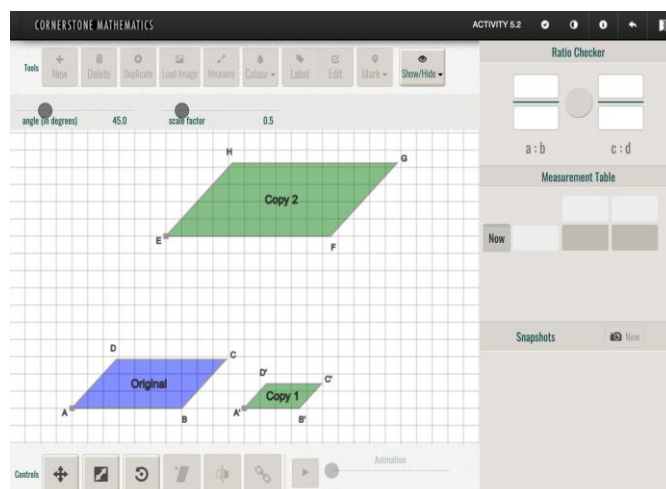 CORNERSTONE MATHEMATICS
ACTIVITY 5.2
Tools
New
Delete
Duplicate
Load image
Measure
Colour
Label
Edit
Mark
Show/Hide
angle (in degrees) 45.0
scale factor 0.5
H
G
Copy 2
E
F
D
C
Original
A
B
D'
C'
Copy 1
A'
B'
Ratio Checker
a : b
c : d
Measurement Table
Now
Snapshots
New
Controls
Animation